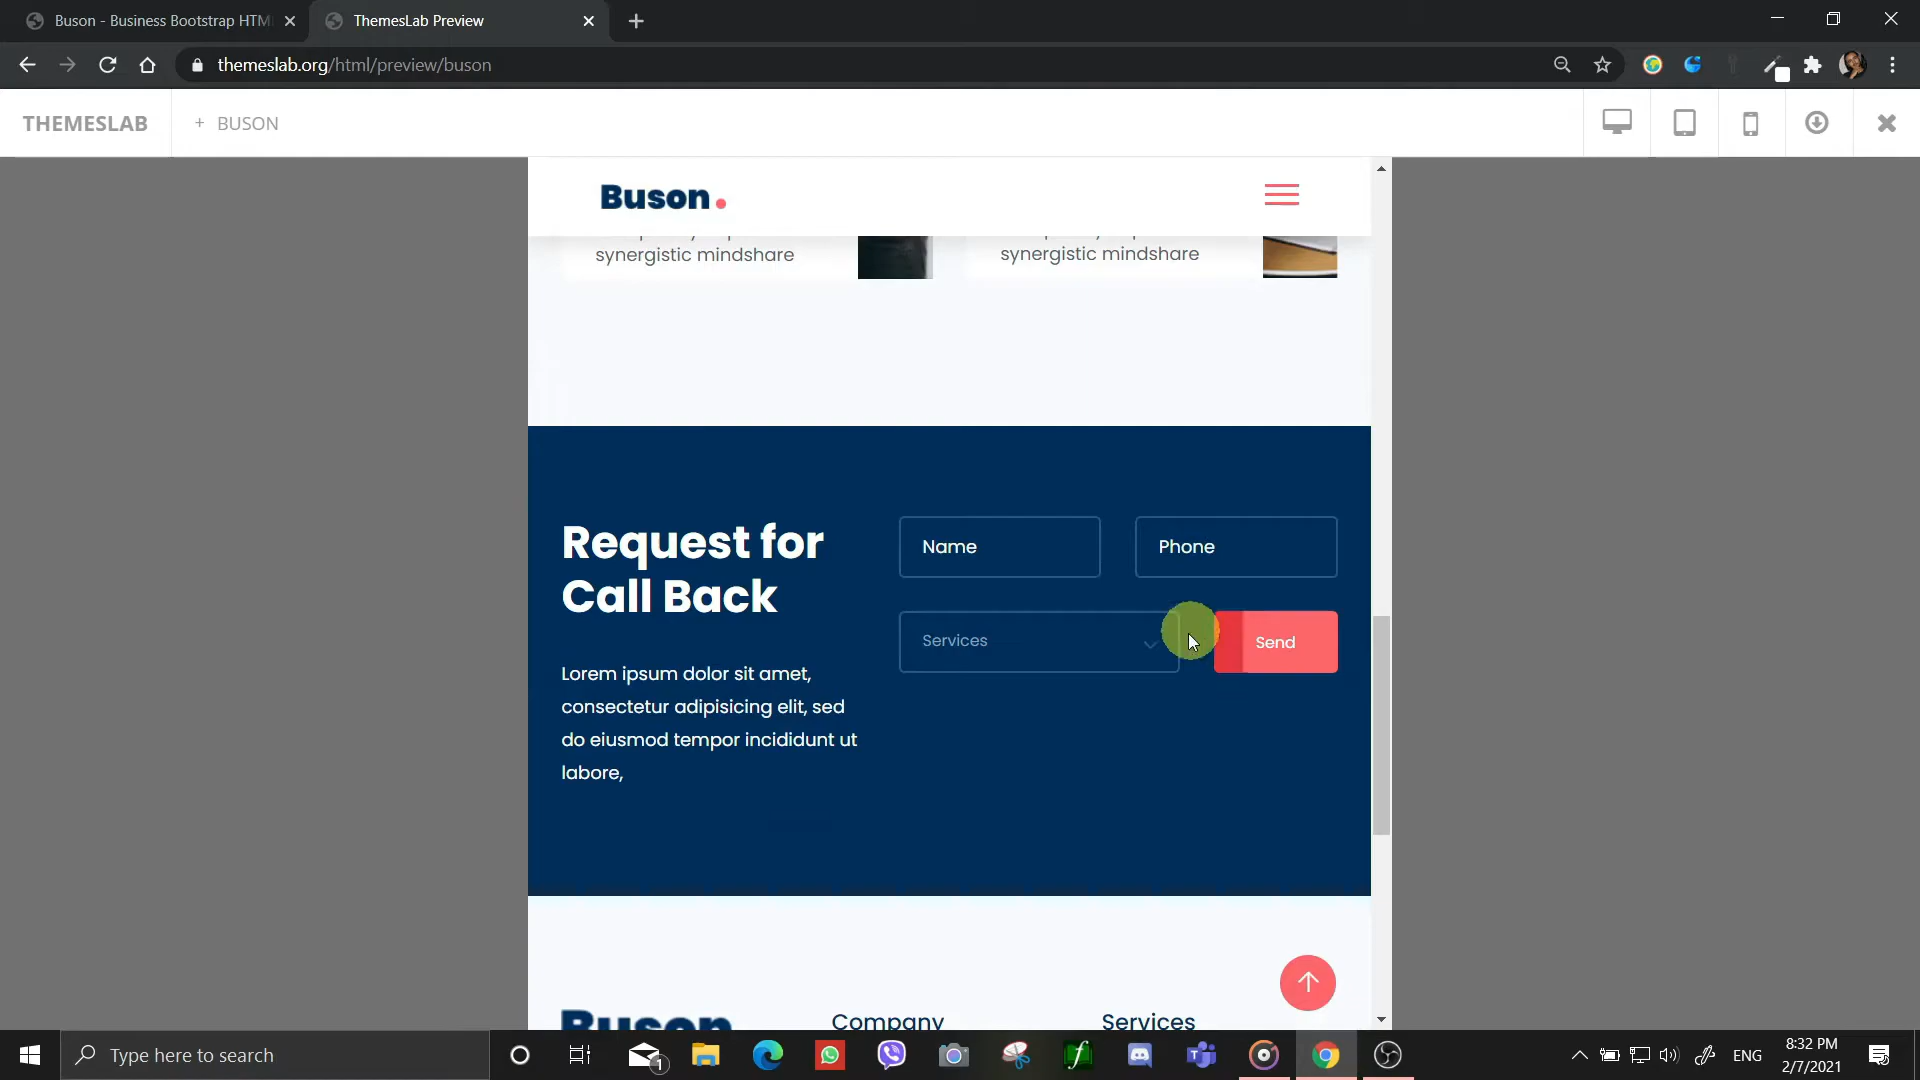 Buson - Business Bootstrap HTM
ThemesLab Preview
themeslab.org/html/preview/buson
THEMESLAB
+ BUSON
Buson.
synergistic mindshare
synergistic mindshare
Request for
Call Back
Name
Phone
Services
Send
Lorem ipsum dolor sit amet,
consectetur adipisicing elit, sed
do eiusmod tempor incididunt ut
labore,
Buson
Company
Services
Type here to search
1
ENG
8:32 PM
2/7/2021